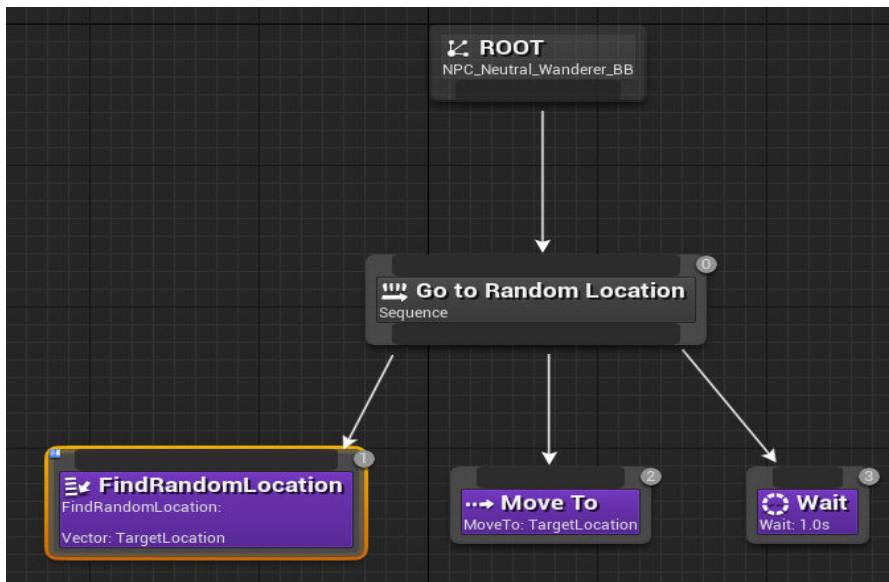 ROOT
NPC_Neutral_Wanderer_BB
0
Go to Random Location
Sequence
1
FindRandomLocation
FindRandomLocation:
Vector: TargetLocation
2
Move To
MoveTo: TargetLocation
3
Wait
Wait: 1.0s